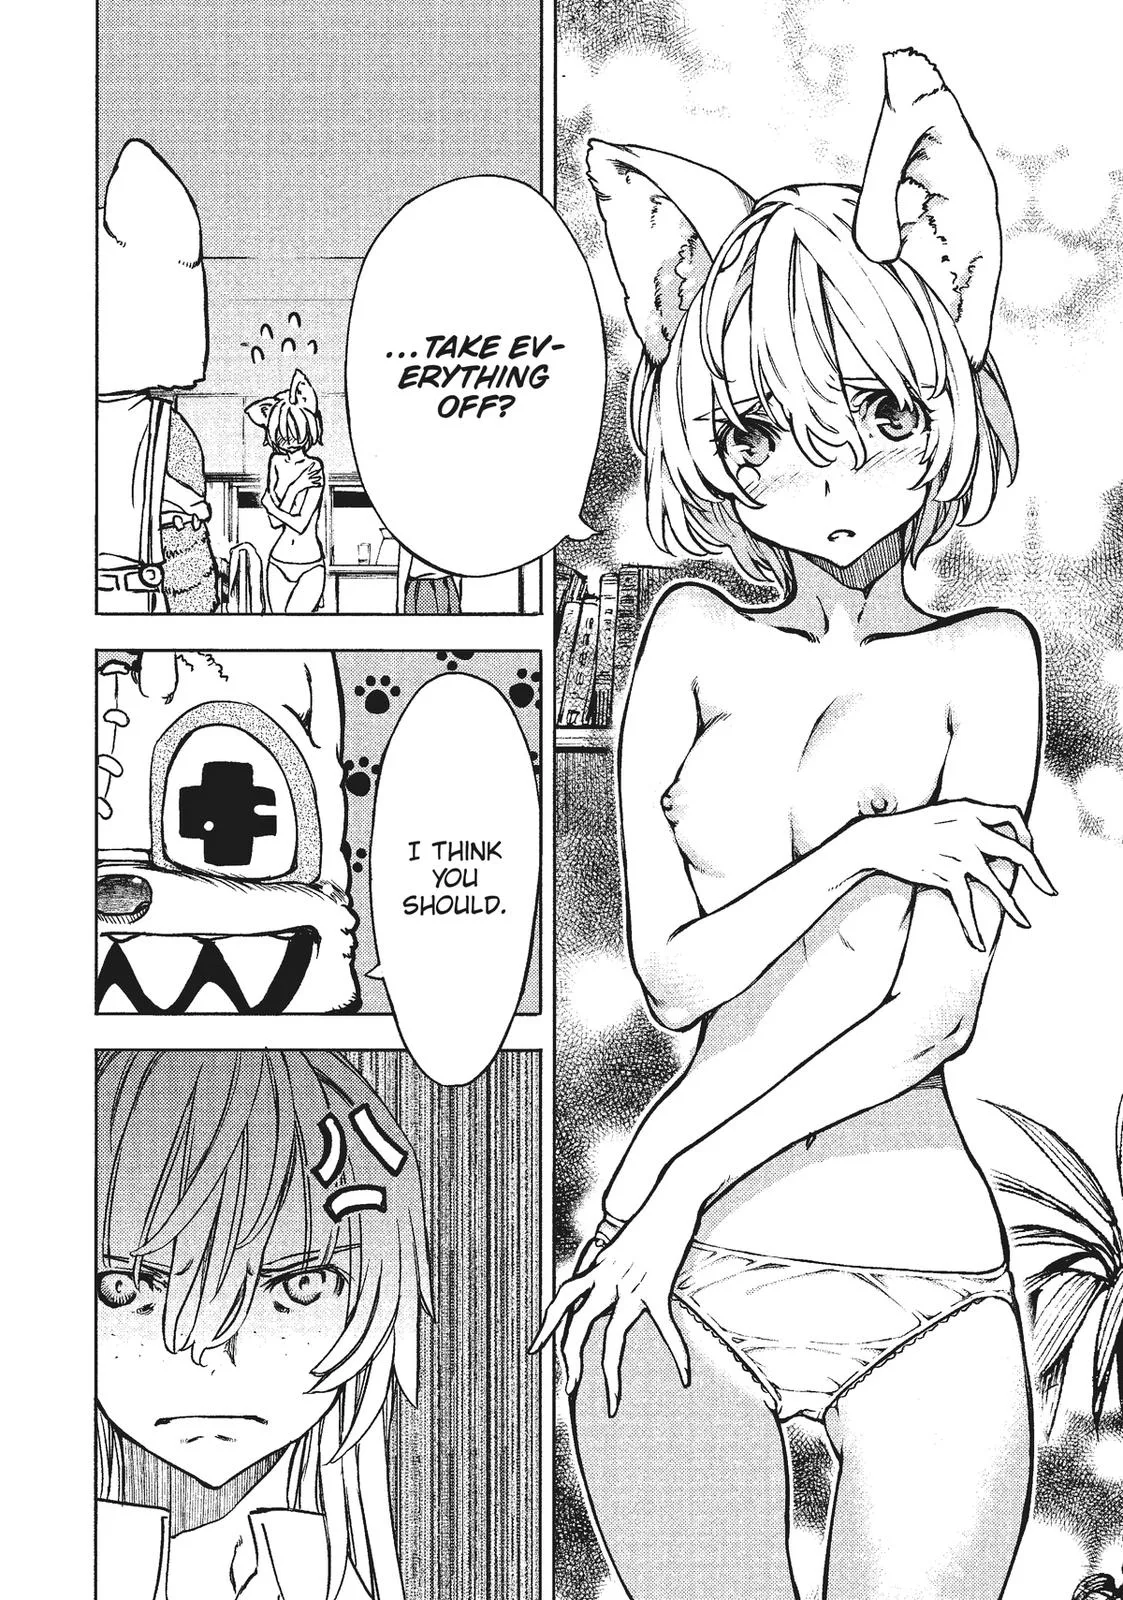 ...TAKE EV-
ERYTHING
OFF?
I THINK
YOU
SHOULD.